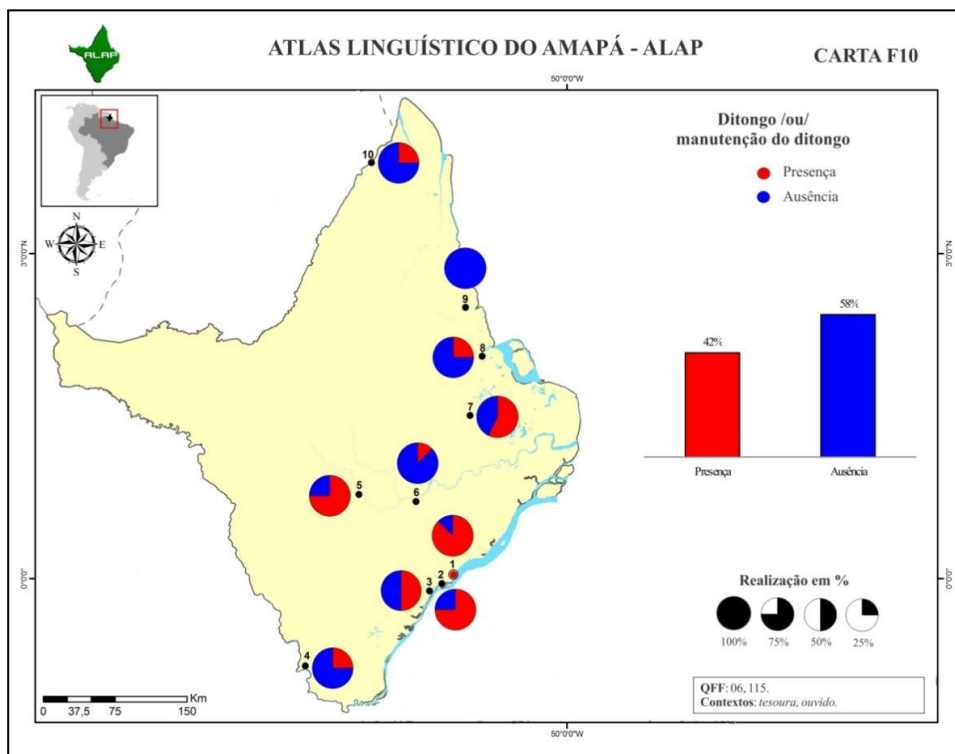 ALAP
ATLAS LINGUÍSTICO DO AMAPÁ - ALAP
CARTA F10
50°0'0"W
Ditongo /ou/
manutenção do ditongo
Presença
Ausência
N
W E
S
3°0'0"N
3°0'0"N
10
9
8
7
6
5
1
2
3
4
58%
42%
Presença
Ausência
0°0'0"
0°0'0"
Realização em %
100% 75% 50% 25%
Km
0 37,5 75 150
QFF: 06, 115.
Contextos: tesoura, ouvido.
50°0'0"W